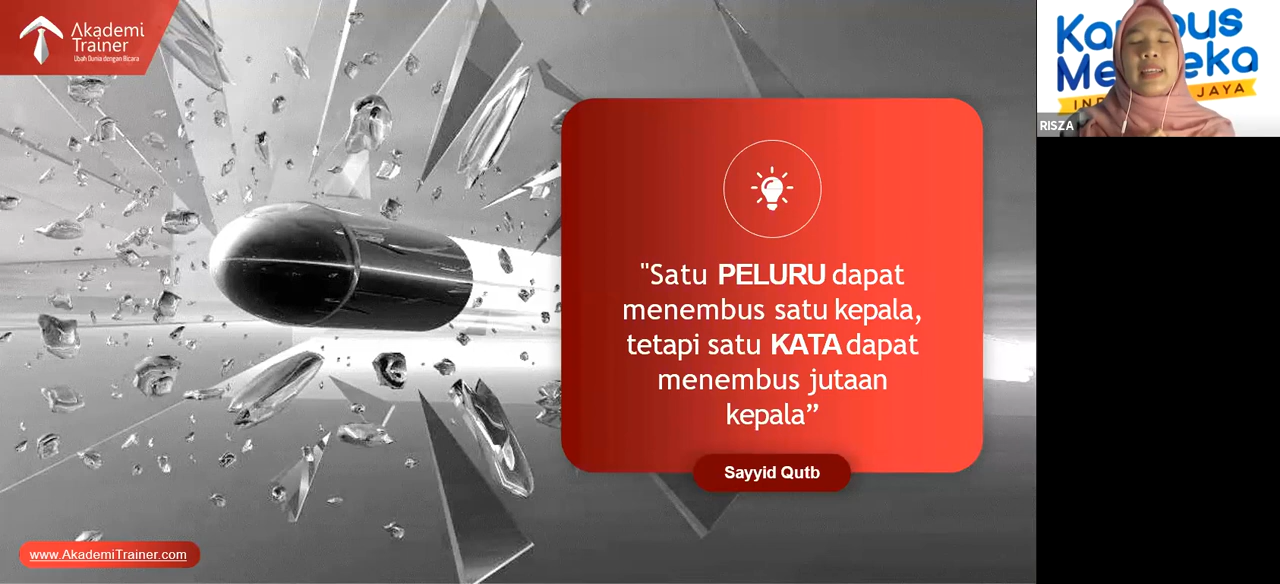 Akademi
Trainer
Ubah Dunia dengan Bicara
"Satu PELURU dapat
menembus satu kepala,
tetapi satu KATA dapat
menembus jutaan
kepala”
Sayyid Qutb
www.AkademiTrainer.com
RISZA